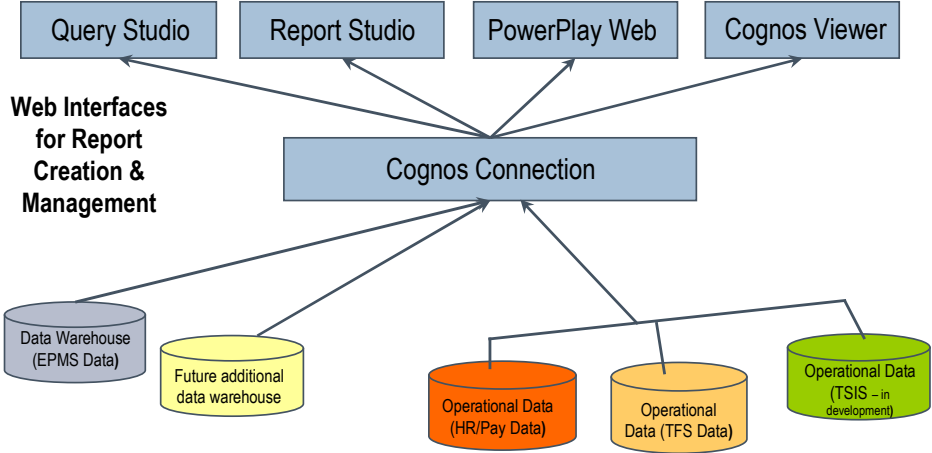 Query Studio
Report Studio
PowerPlay Web
Cognos Viewer
Web Interfaces
for Report
Creation &
Management
Cognos Connection
Data Warehouse
(EPMS Data)
Future additional
data warehouse
Operational Data
(HR/Pay Data)
Operational
Data (TFS Data)
Operational Data
(TSIS – in
development)